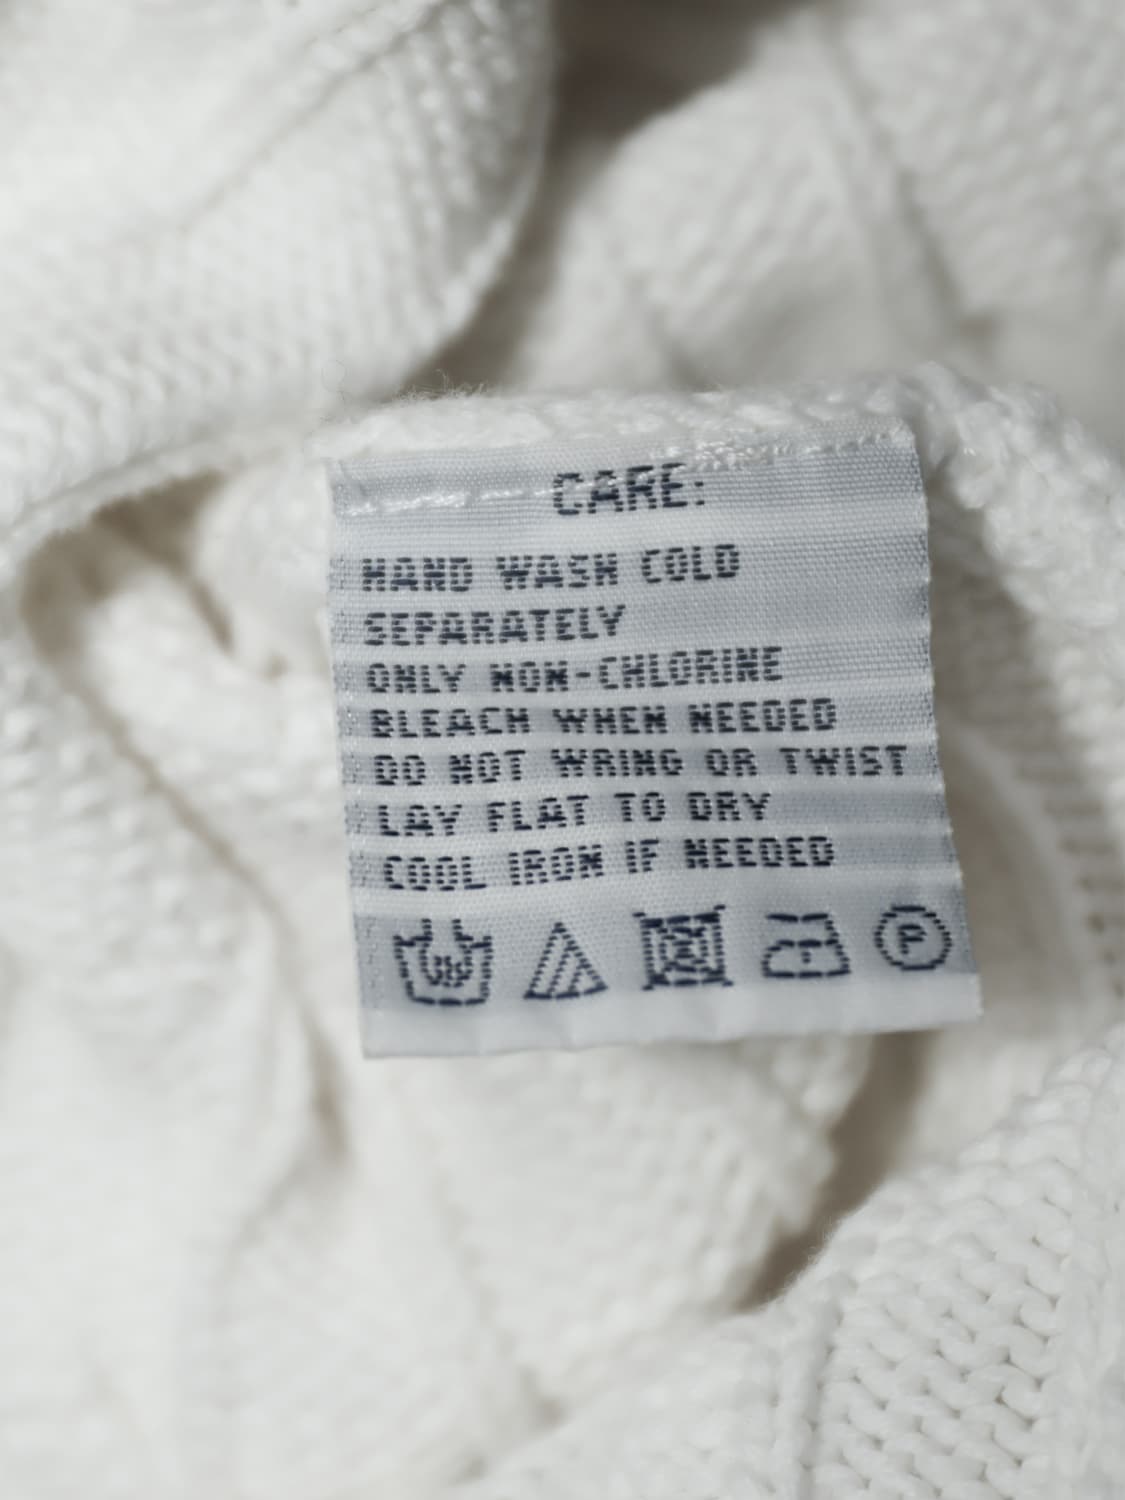 CARE:
HAND WASH COLD
SEPARATELY
ONLY NON-CHLORINE
BLEACH WHEN NEEDED
DO NOT WRING OR TWIST
LAY FLAT TO DRY
COOL IRON IF NEEDED
P